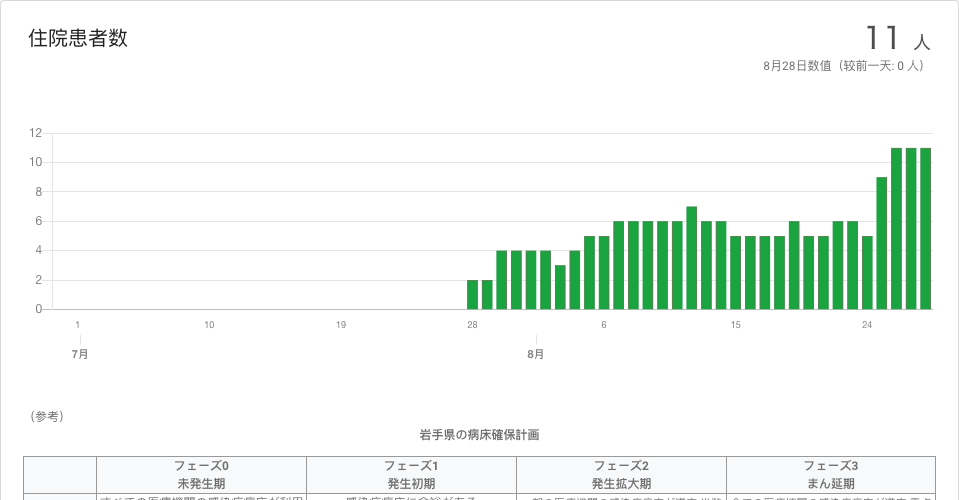 住院患者数
11 人
8月28日数值（较前一天: 0 人）
12
10
8
6
4
2
0
1 10 19 28 6 15 24
7月 8月
(参考)
岩手県の病床確保計画
フェーズ0 フェーズ1 フェーズ2 フェーズ3
未発生期 発生初期 発生拡大期 まん延期